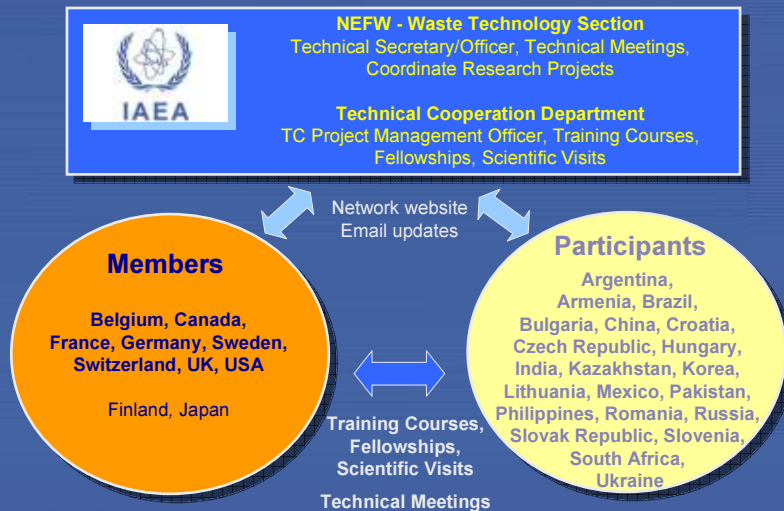 IAEA
NEFW - Waste Technology Section
Technical Secretary/Officer, Technical Meetings,
Coordinate Research Projects
Technical Cooperation Department
TC Project Management Officer, Training Courses,
Fellowships, Scientific Visits
Network website
Email updates
Members
Belgium, Canada,
France, Germany, Sweden,
Switzerland, UK, USA
Finland, Japan
Participants
Argentina,
Armenia, Brazil,
Bulgaria, China, Croatia,
Czech Republic, Hungary,
India, Kazakhstan, Korea,
Lithuania, Mexico, Pakistan,
Philippines, Romania, Russia,
Slovak Republic, Slovenia,
South Africa,
Ukraine
Training Courses,
Fellowships,
Scientific Visits
Technical Meetings